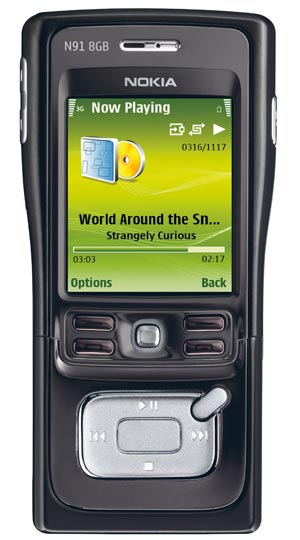 N91 8GB
NOKIA
3G Now Playing
0316/1117
World Around the Sn...
Strangely Curious
03:03 02:17
Options Back